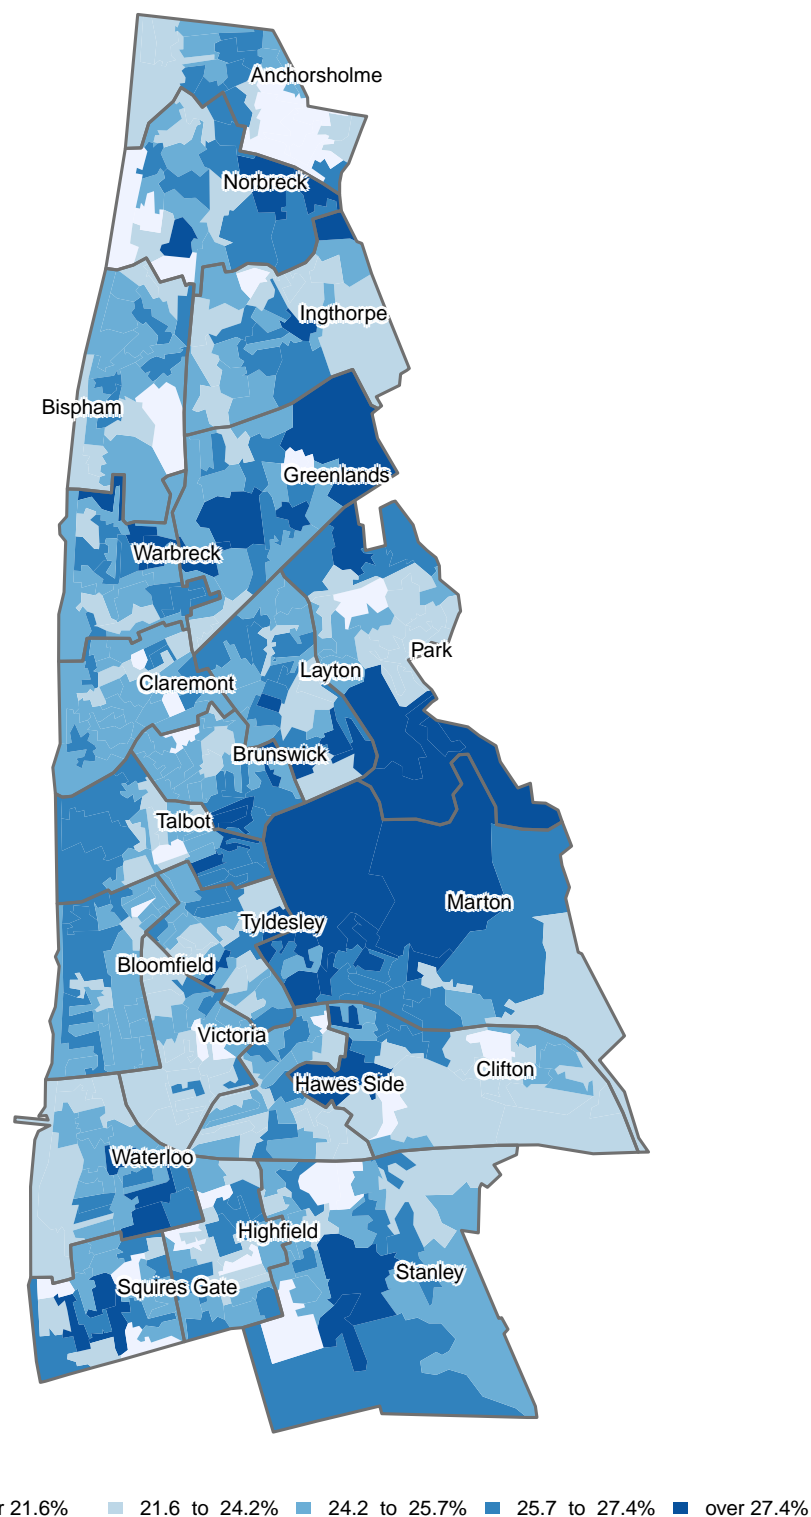 Anchorsholme
Norbreck
Ingthorpe
Bispham
Greenlands
Warbreck
Park
Layton
Claremont
Brunswick
Talbot
Marton
Tyldesley
Bloomfield
Victoria
Clifton
Hawes Side
Waterloo
Highfield
Stanley
Squires Gate
r 21.6% 21.6 to 24.2% 24.2 to 25.7% 25.7 to 27.4% over 27.4%